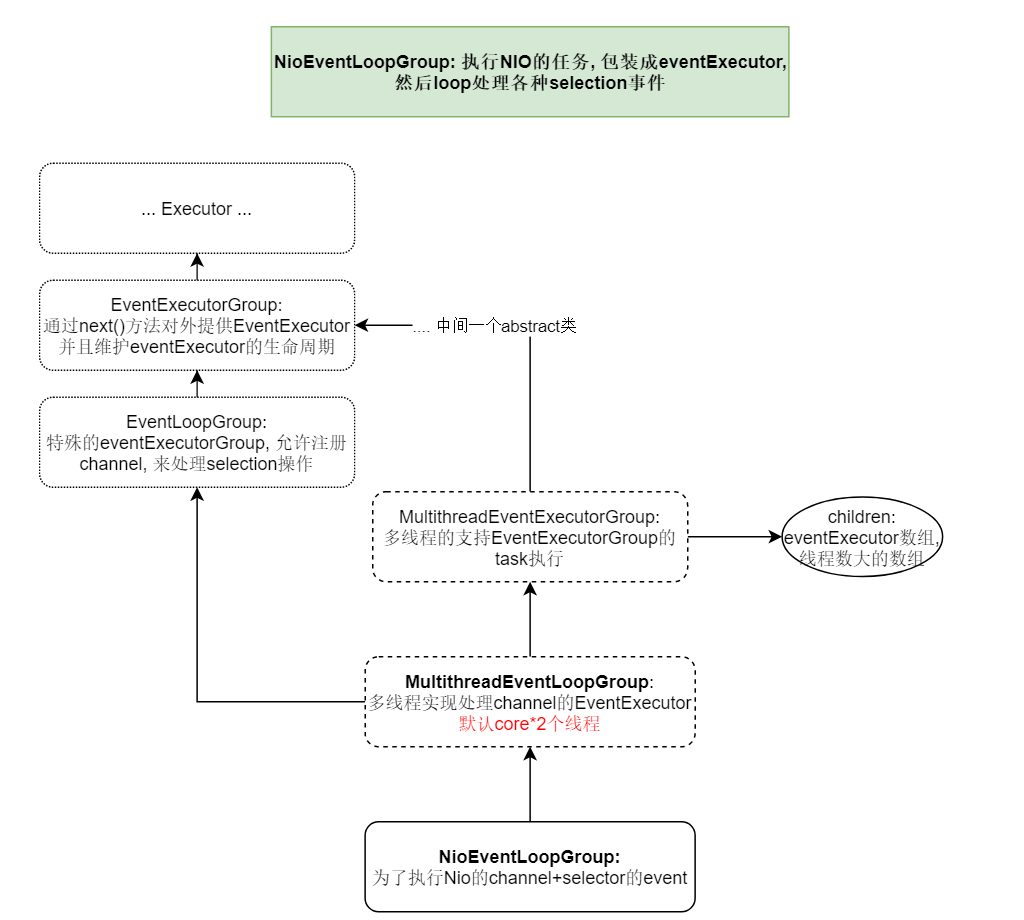 NioEventLoopGroup: 执行NIO的任务, 包装成eventExecutor,
然后loop处理各种selection事件
... Executor ...
EventExecutorGroup:
通过next()方法对外提供EventExecutor
并且维护eventExecutor的生命周期
.... 中间一个abstract类
EventLoopGroup:
特殊的eventExecutorGroup, 允许注册
channel, 来处理selection操作
MultithreadEventExecutorGroup:
多线程的支持EventExecutorGroup的
task执行
children:
eventExecutor数组,
线程数大的数组
MultithreadEventLoopGroup:
多线程实现处理channel的EventExecutor
默认core*2个线程
NioEventLoopGroup:
为了执行Nio的channel+selector的event